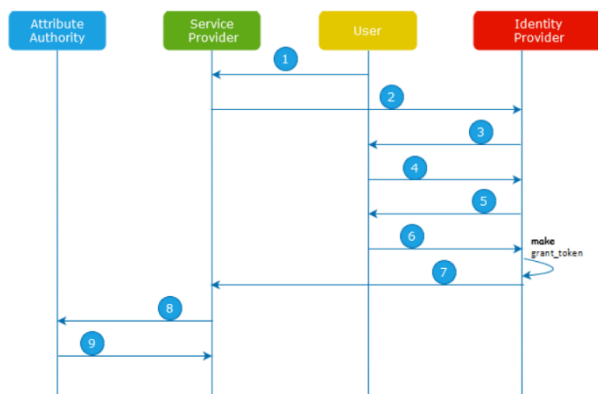 Attribute
Authority
Service
Provider
User
Identity
Provider
1
2
3
4
5
6
make
grant_token
7
8
9